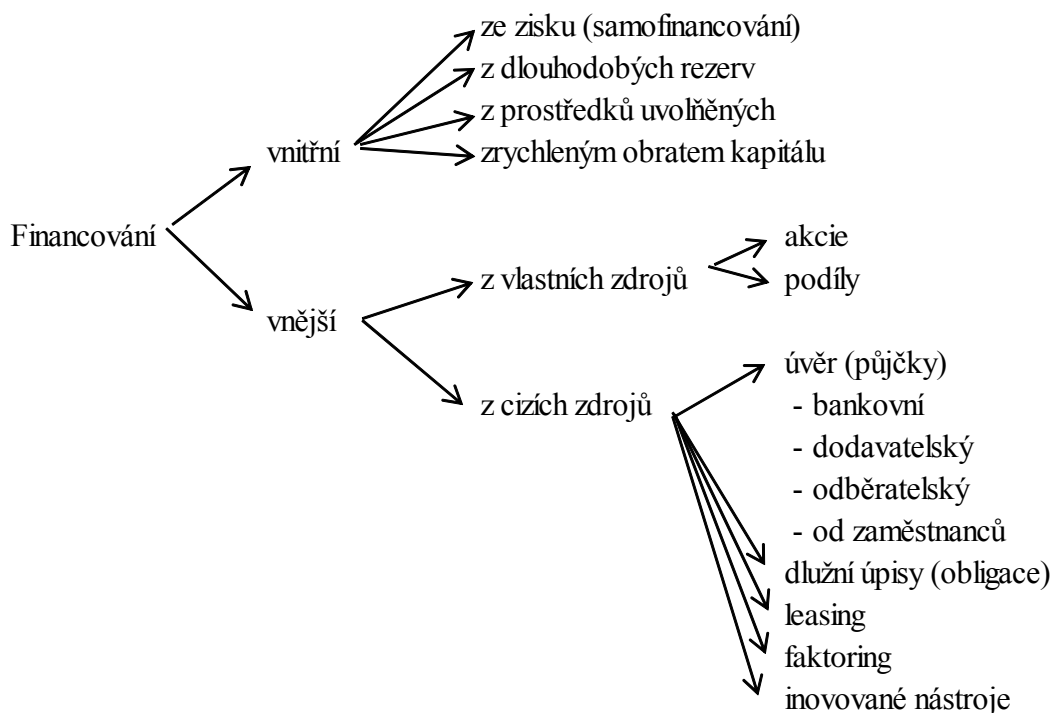 ze zisku (samofinancování)
z dlouhodobých rezerv
z prostředků uvolňěných
vnitřní
zrychleným obratem kapitálu
Financování
akcie
z vlastních zdrojů
podíly
vnější
úvěr (půjčky)
z cizích zdrojů
- bankovní
- dodavatelský
- odběratelský
- od zaměstnanců
dlužní úpisy (obligace)
leasing
faktoring
inovované nástroje